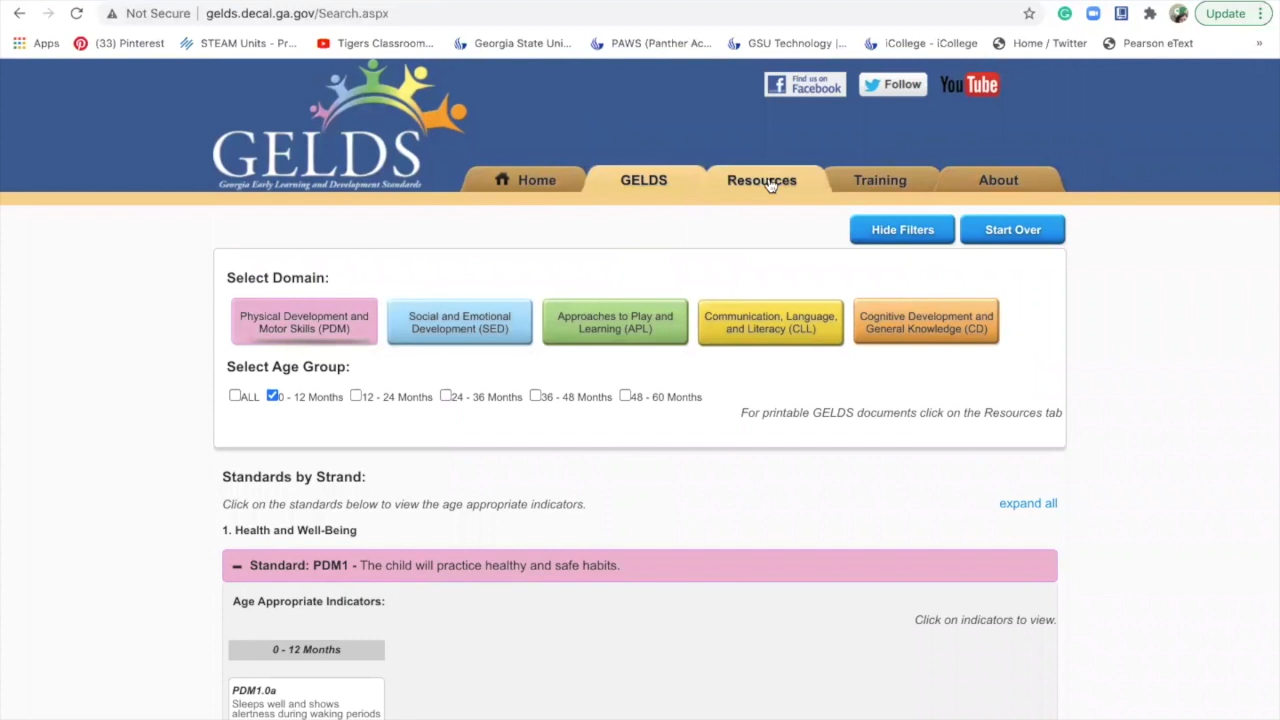 Not Secure | gelds.decal.ga.gov/Search.aspx
Update
Apps (33) Pinterest STEAM Units - Pr... Tigers Classroom... Georgia State Uni... PAWS (Panther Ac... GSU Technology |... iCollege - iCollege Home / Twitter Pearson eText »
Find us on
Facebook
Follow
YouTube
GELDS
Georgia Early Learning and Development Standards
Home GELDS Resources Training About
Hide Filters Start Over
Select Domain:
Physical Development and
Motor Skills (PDM)
Social and Emotional
Development (SED)
Approaches to Play and
Learning (APL)
Communication, Language,
and Literacy (CLL)
Cognitive Development and
General Knowledge (CD)
Select Age Group:
ALL 0 - 12 Months 12 - 24 Months 24 - 36 Months 36 - 48 Months 48 - 60 Months
For printable GELDS documents click on the Resources tab
Standards by Strand:
Click on the standards below to view the age appropriate indicators.
expand all
1. Health and Well-Being
Standard: PDM1 - The child will practice healthy and safe habits.
Age Appropriate Indicators:
Click on indicators to view.
0 - 12 Months
PDM1.0a
Sleeps well and shows
alertness during waking periods